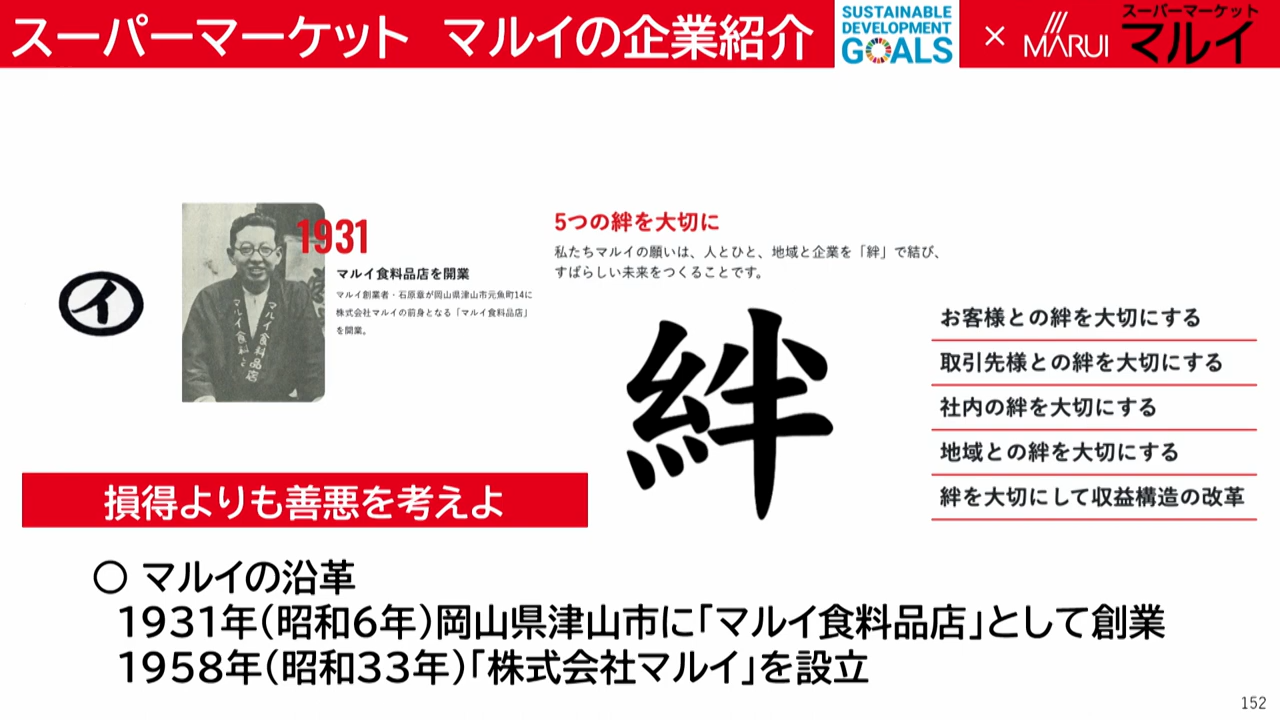 スーパーマーケット マルイの企業紹介
SUSTAINABLE
DEVELOPMENT
GOALS
×
MARUI
スーパーマーケット
マルイ
イ
1931
マルイ食料品店を開業
マルイ創業者・石原章が岡山県津山市元魚町14に
株式会社マルイの前身となる「マルイ食料品店」
を開業。
マルイ食料品店
マルイ食料
5つの絆を大切に
私たちマルイの願いは、人とひと、地域と企業を「絆」で結び、
すばらしい未来をつくることです。
絆
お客様との絆を大切にする
取引先様との絆を大切にする
社内の絆を大切にする
地域との絆を大切にする
絆を大切にして収益構造の改革
損得よりも善悪を考えよ
○ マルイの沿革
1931年(昭和6年)岡山県津山市に「マルイ食料品店」として創業
1958年(昭和33年)「株式会社マルイ」を設立
152